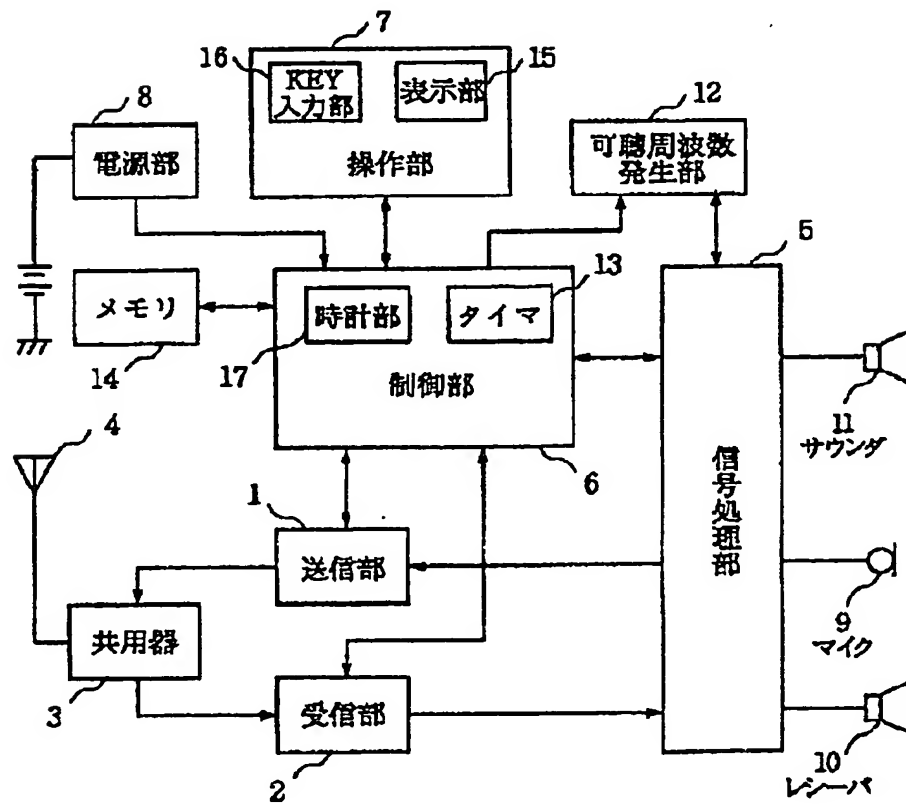 7
16
KEY
入力部
表示部
15
操作部
8
電源部
12
可聴周波数
発生部
5
メモリ
14
時計部
17
13
タイマ
制御部
6
11
サウンダ
4
1
送信部
信号処理部
9
マイク
共用器
3
受信部
2
10
レシーバ